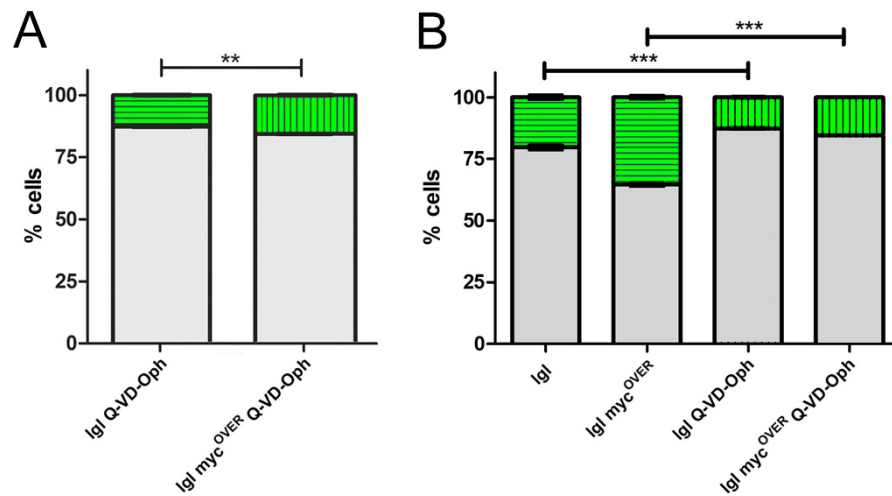 A
**
100
75
50
25
0
% cells
lgl Q-VD-Oph
lgl myc^OVER Q-VD-Oph
B
***
***
100
75
50
25
0
% cells
lgl
lgl myc^OVER
lgl Q-VD-Oph
lgl myc^OVER Q-VD-Oph